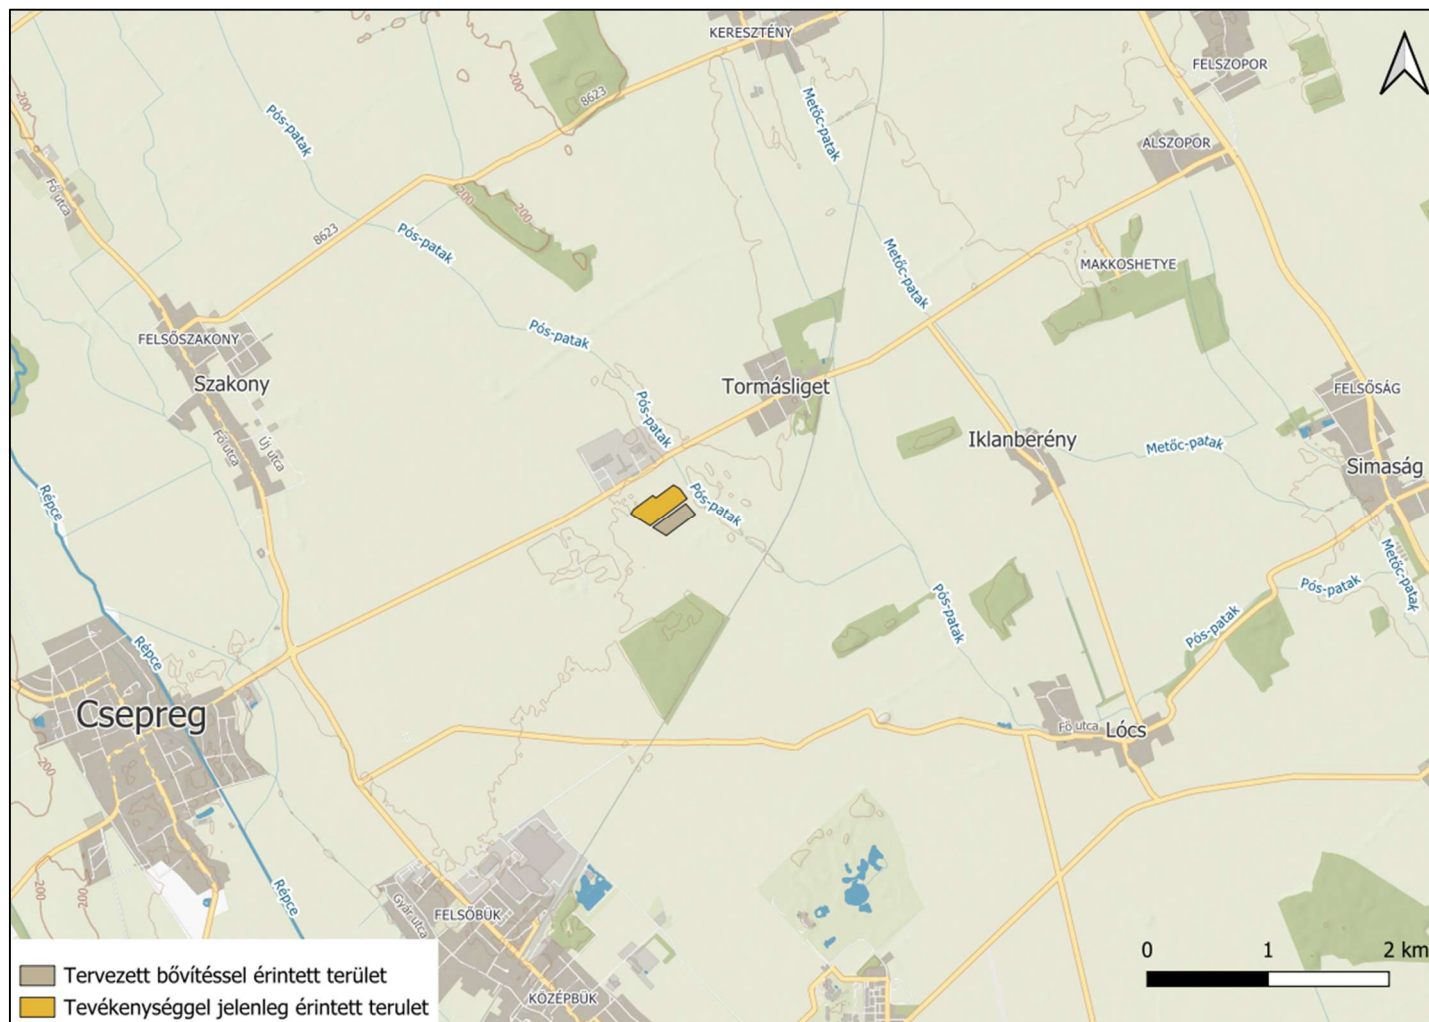 KERESZTÉNY
FELSZOPOR
200
200
8623
Pós-patak
Metőc-patak
ALSZOPOR
Fő utca
200
200
8623
Pós-patak
Metőc-patak
MAKKOSHETYE
Pós-patak
FELSŐSZAKONY
Szakony
Tormásliget
FELSŐSÁG
Pós-patak
Fő utca
Új utca
Iklanberény
Metőc-patak
Simaság
Répce
Pós-patak
Metőc-patak
Pós-patak
Pós-patak
Pós-patak
Répce
Csepreg
Fő utca
Lócs
200
200
200
Répce
Gyár utca
FELSŐBÜK
KÖZÉPBÜK
0 1 2 km
Tervezett bővítéssel érintett terület
Tevékenységgel jelenleg érintett terulet